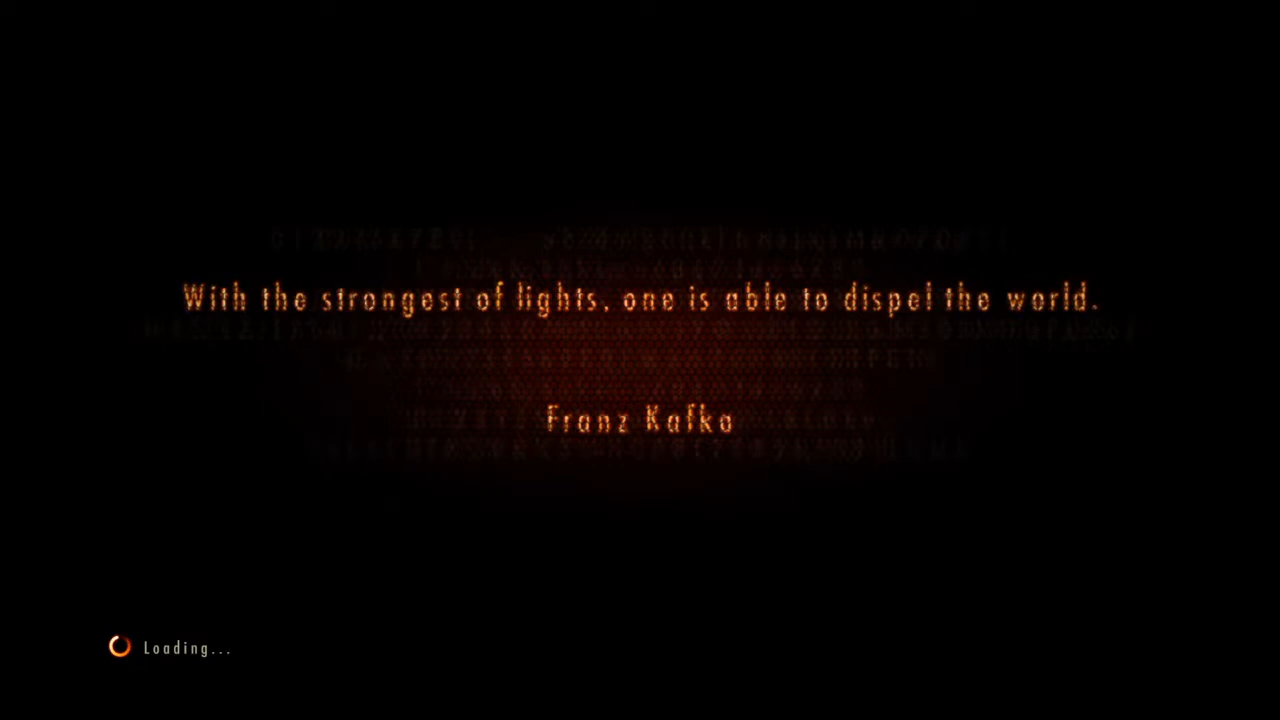 With the strongest of lights, one is able to dispel the world.
Franz Kafka
Loading...